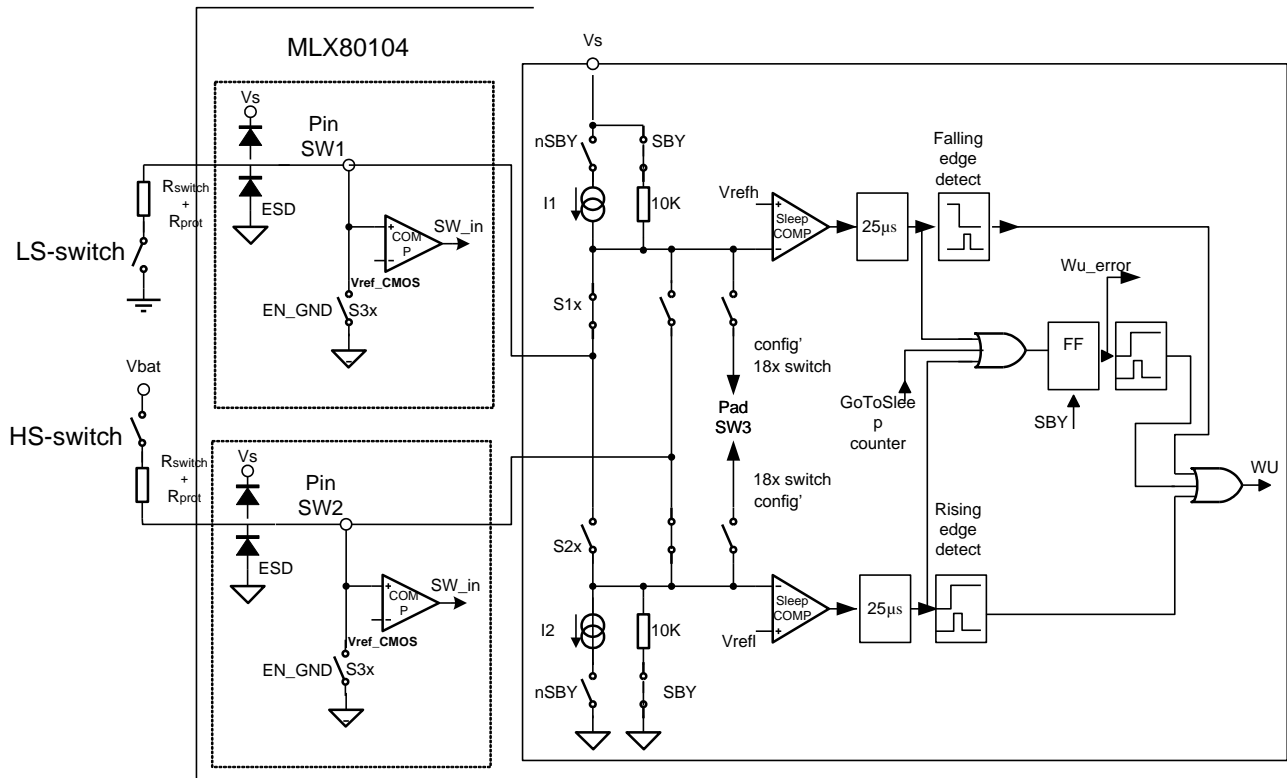 MLX80104
Vs
Vs
Pin
SW1
nSBY
SBY
Falling
edge
detect
Rswitch
+
Rprot
ESD
I1
10K
Vrefh
+
Sleep
COMP
-
25µs
LS-switch
+
COM
P
-
SW_in
Vref_CMOS
EN_GND
S3x
S1x
Wu_error
config'
18x switch
FF
Vbat
Pad
SW3
GoToSlee
p
counter
SBY
HS-switch
Rswitch
+
Rprot
Vs
Pin
SW2
18x switch
config'
WU
S2x
Rising
edge
detect
ESD
+
COM
P
-
SW_in
Vref_CMOS
-
Sleep
COMP
+
25µs
I2
10K
Vrefl
EN_GND
S3x
nSBY
SBY